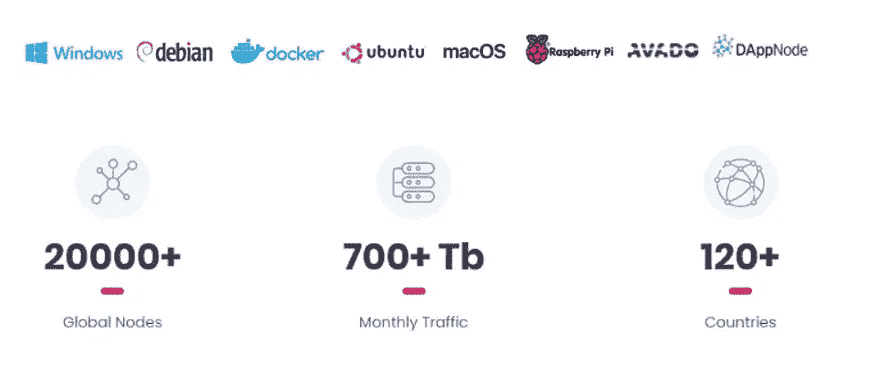 Windows debian docker ubuntu macOS Raspberry Pi AVADO DAppNode
20000+ 700+ Tb 120+
Global Nodes Monthly Traffic Countries